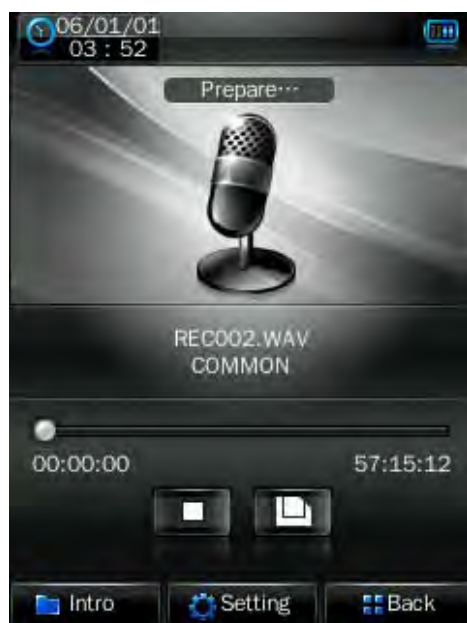 06/01/01
03 : 52
Prepare···
REC002.WAV
COMMON
00:00:00
57:15:12
Intro
Setting
Back